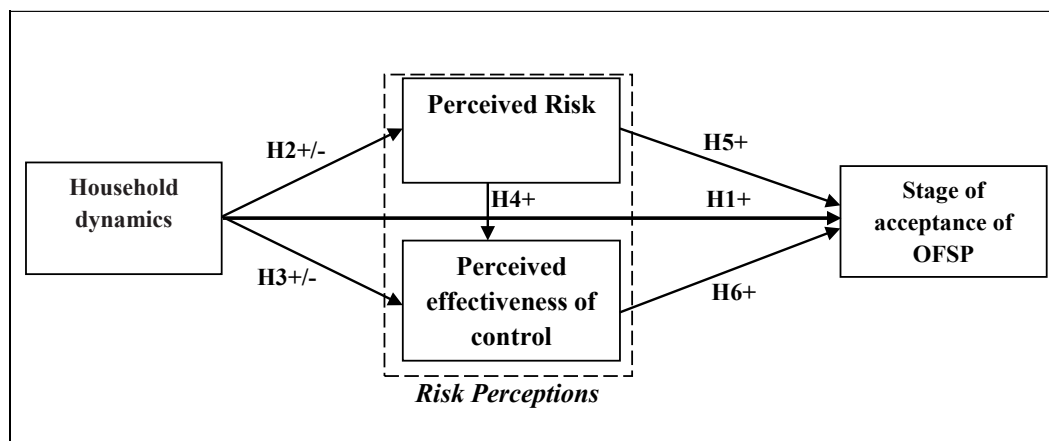 Perceived Risk
H2+/-
H5+
Household
dynamics
H4+
H1+
Stage of
acceptance of
OFSP
H3+/-
Perceived
effectiveness of
control
H6+
Risk Perceptions